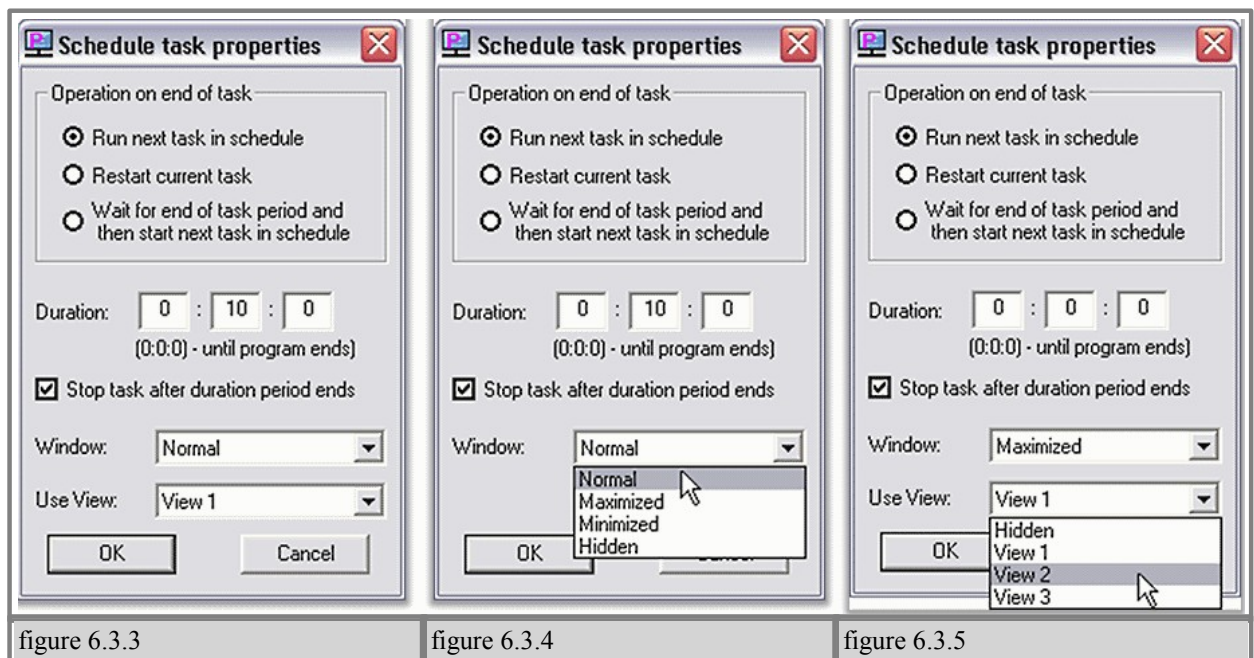 Schedule task properties
Operation on end of task
Run next task in schedule
Restart current task
Wait for end of task period and
then start next task in schedule
Duration: 0 : 10 : 0
(0:0:0) - until program ends)
Stop task after duration period ends
Window: Normal
Use View: View 1
OK Cancel
figure 6.3.3
Schedule task properties
Operation on end of task
Run next task in schedule
Restart current task
Wait for end of task period and
then start next task in schedule
Duration: 0 : 10 : 0
(0:0:0) - until program ends)
Stop task after duration period ends
Window: Normal
Normal
Maximized
Minimized
Hidden
OK
figure 6.3.4
Schedule task properties
Operation on end of task
Run next task in schedule
Restart current task
Wait for end of task period and
then start next task in schedule
Duration: 0 : 0 : 0
(0:0:0) - until program ends)
Stop task after duration period ends
Window: Maximized
Use View: View 1
Hidden
View 1
View 2
View 3
OK
figure 6.3.5